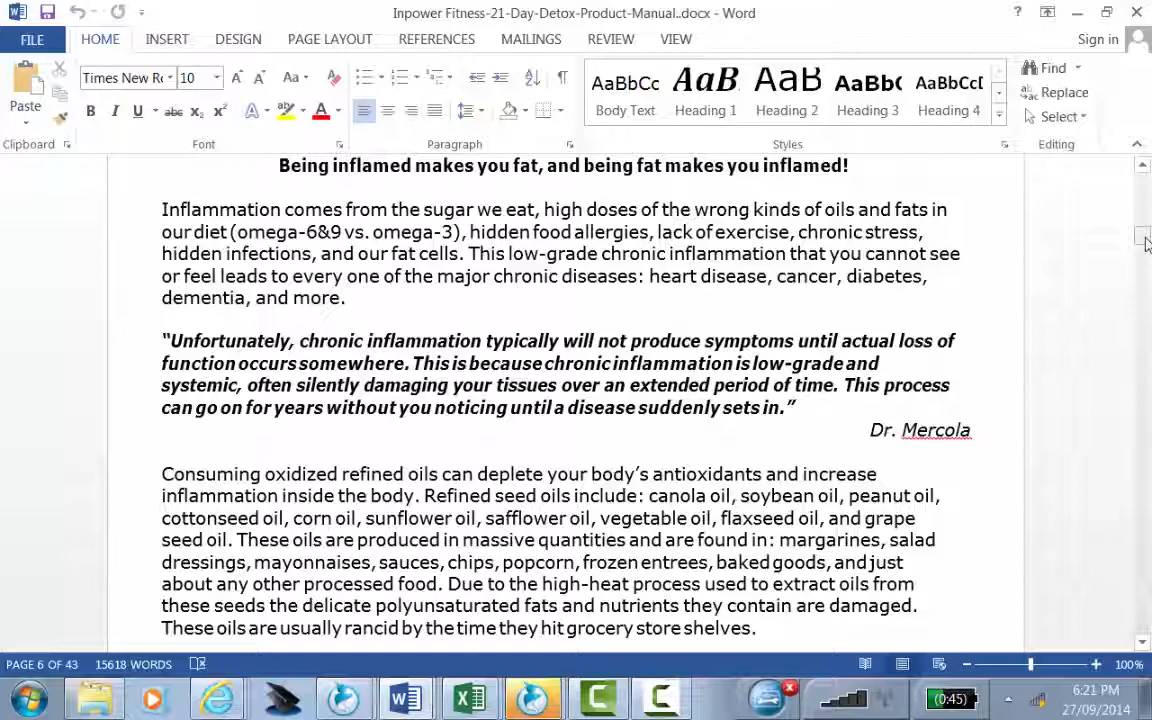 Inpower Fitness-21-Day-Detox-Product-Manual..docx - Word
FILE HOME INSERT DESIGN PAGE LAYOUT REFERENCES MAILINGS REVIEW VIEW Sign in
Paste
Times New Ro 10
AaBbCc AaB AaB AaBb( AaBbC
Body Text Heading 1 Heading 2 Heading 3 Heading 4
Find
Replace
Select
Clipboard Font Paragraph Styles Editing
Being inflamed makes you fat, and being fat makes you inflamed!
Inflammation comes from the sugar we eat, high doses of the wrong kinds of oils and fats in
our diet (omega-6&9 vs. omega-3), hidden food allergies, lack of exercise, chronic stress,
hidden infections, and our fat cells. This low-grade chronic inflammation that you cannot see
or feel leads to every one of the major chronic diseases: heart disease, cancer, diabetes,
dementia, and more.
"Unfortunately, chronic inflammation typically will not produce symptoms until actual loss of
function occurs somewhere. This is because chronic inflammation is low-grade and
systemic, often silently damaging your tissues over an extended period of time. This process
can go on for years without you noticing until a disease suddenly sets in."
Dr. Mercola
Consuming oxidized refined oils can deplete your body's antioxidants and increase
inflammation inside the body. Refined seed oils include: canola oil, soybean oil, peanut oil,
cottonseed oil, corn oil, sunflower oil, safflower oil, vegetable oil, flaxseed oil, and grape
seed oil. These oils are produced in massive quantities and are found in: margarines, salad
dressings, mayonnaises, sauces, chips, popcorn, frozen entrees, baked goods, and just
about any other processed food. Due to the high-heat process used to extract oils from
these seeds the delicate polyunsaturated fats and nutrients they contain are damaged.
These oils are usually rancid by the time they hit grocery store shelves.
PAGE 6 OF 43 15618 WORDS 100%
(0:45)
6:21 PM
27/09/2014